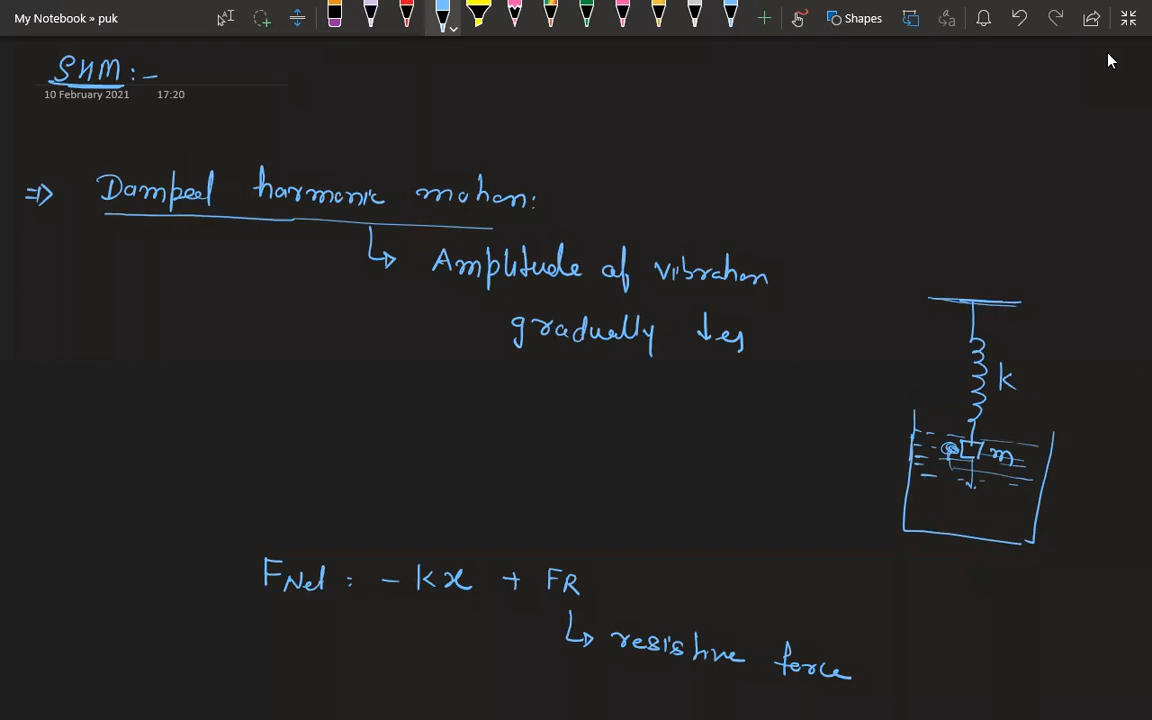 My Notebook » puk
Shapes
SHM:-
10 February 2021 17:20
⇒ Damped harmonic motion:
↳ Amplitude of vibration
gradually ↓es
k
m
FNet = - kx + FR
↳ resistive force